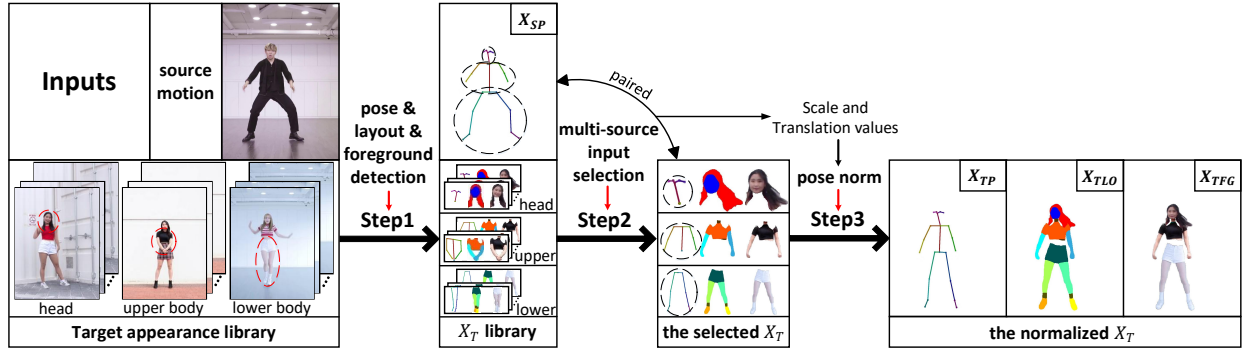 Inputs
source
motion
head
upper body
lower body
Target appearance library
pose &
layout &
foreground
detection
Step1
X_SP
head
upper
lower
X_T library
paired
multi-source
input
selection
Step2
the selected X_T
Scale and
Translation values
pose norm
Step3
X_TP
X_TLO
X_TFG
the normalized X_T